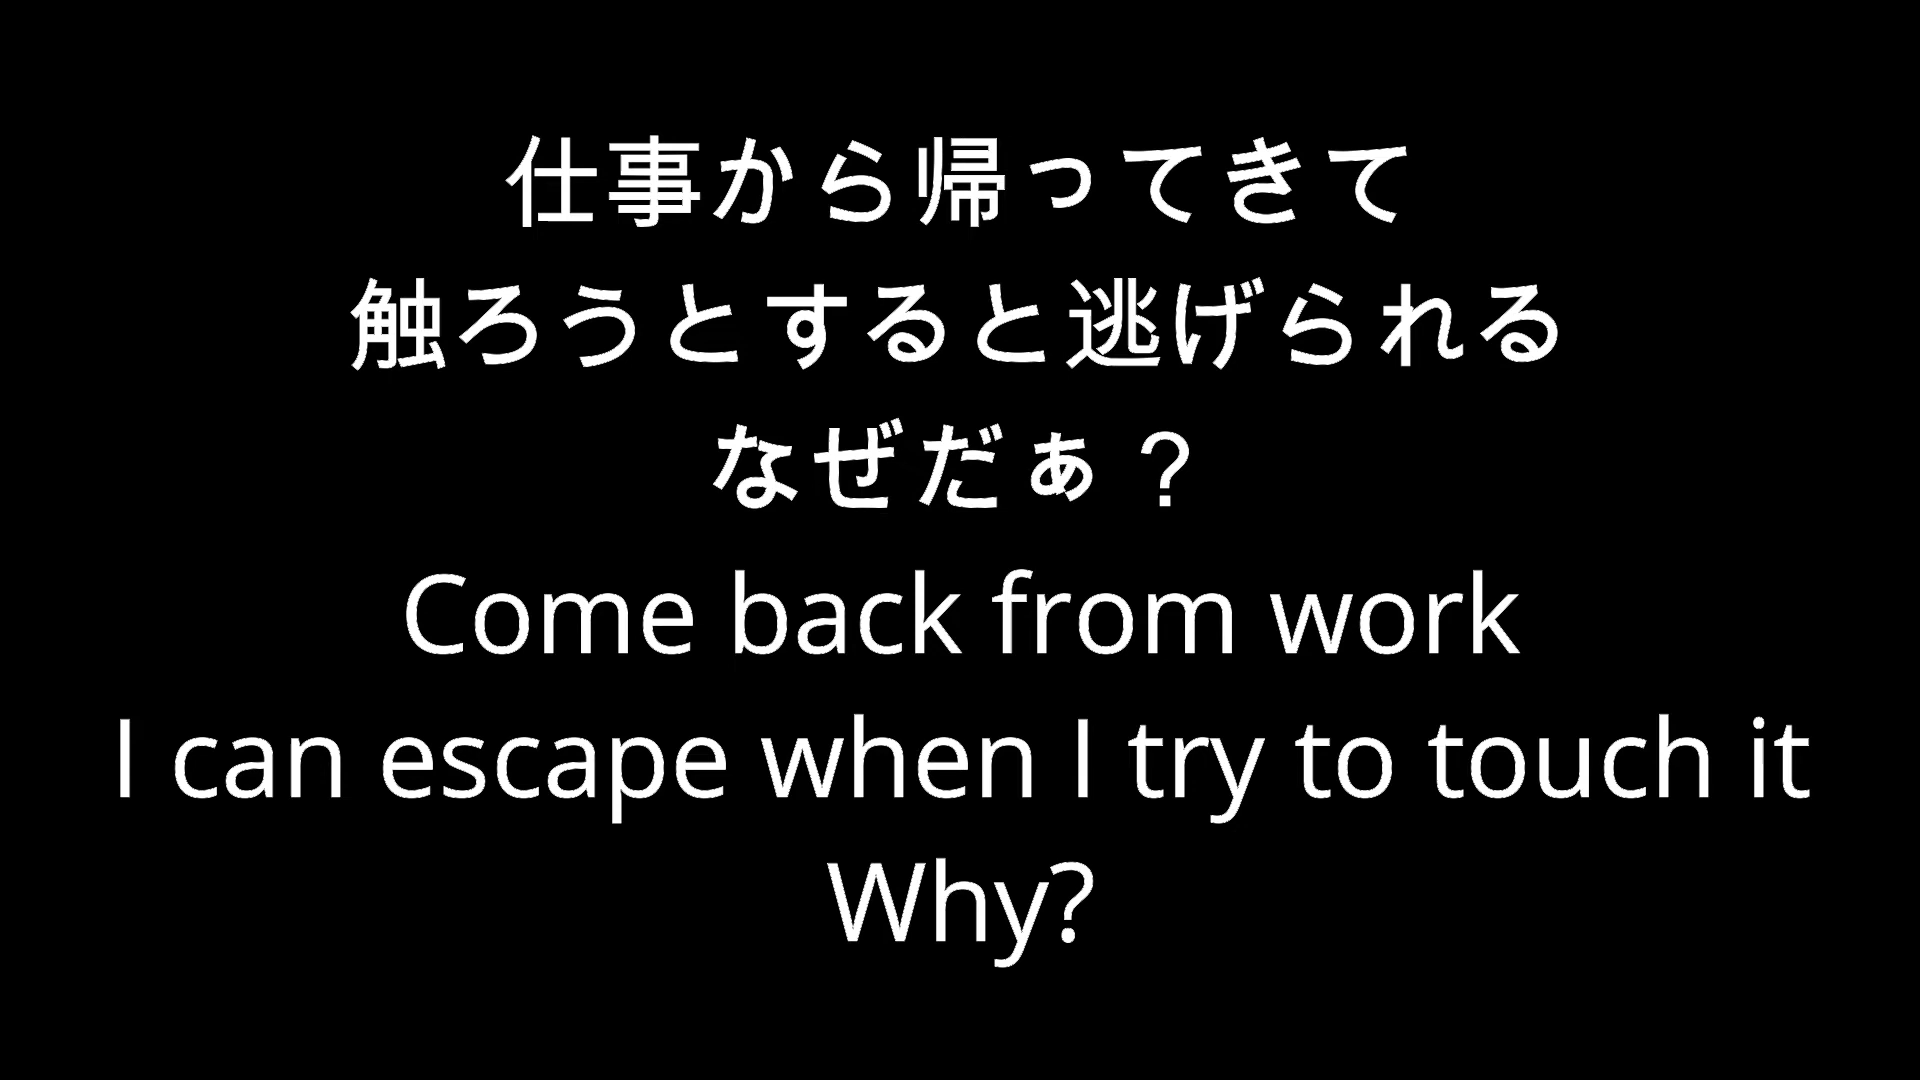 仕事から帰ってきて
触ろうとすると逃げられる
なぜだぁ？
Come back from work
I can escape when I try to touch it
Why?